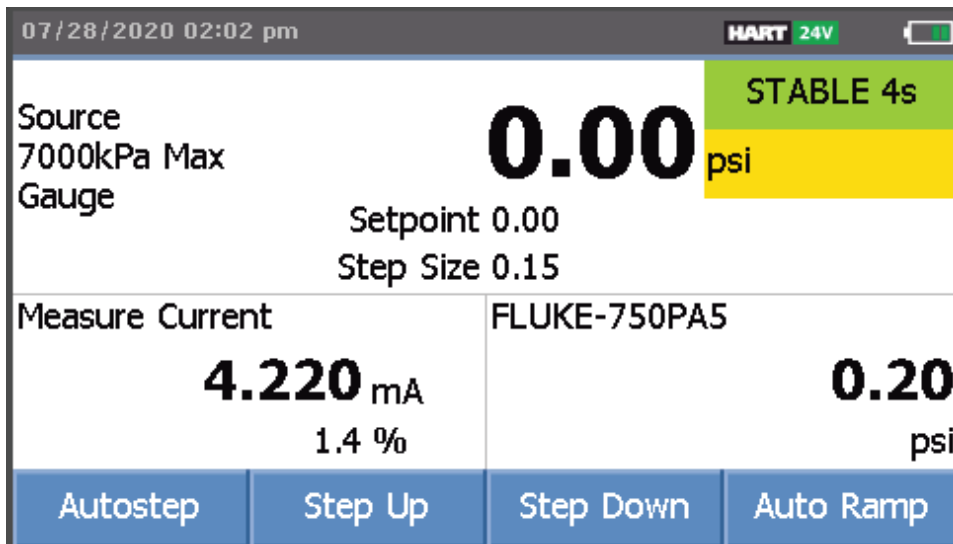 07/28/2020 02:02 pm
HART 24V
STABLE 4s
Source
7000kPa Max
Gauge
0.00 psi
Setpoint 0.00
Step Size 0.15
Measure Current
4.220 mA
1.4 %
FLUKE-750PA5
0.20
psi
Autostep
Step Up
Step Down
Auto Ramp